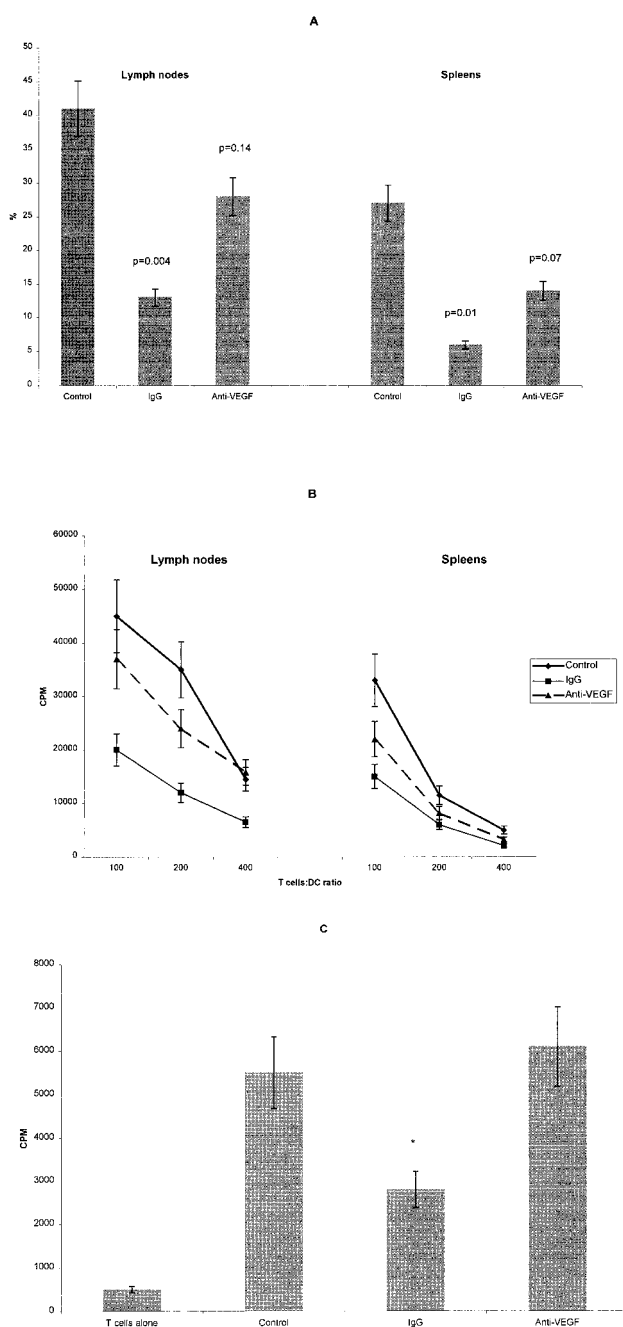 A
50
45
40
35
30
25
20
15
10
5
0
%
Lymph nodes
Spleens
p=0.004
p=0.14
p=0.01
p=0.07
Control IgG Anti-VEGF Control IgG Anti-VEGF
B
60000
50000
40000
30000
20000
10000
0
CPM
Lymph nodes
Spleens
Control
IgG
Anti-VEGF
100 200 400 100 200 400
T cells:DC ratio
C
8000
7000
6000
5000
4000
3000
2000
1000
0
CPM
*
T cells alone Control IgG Anti-VEGF